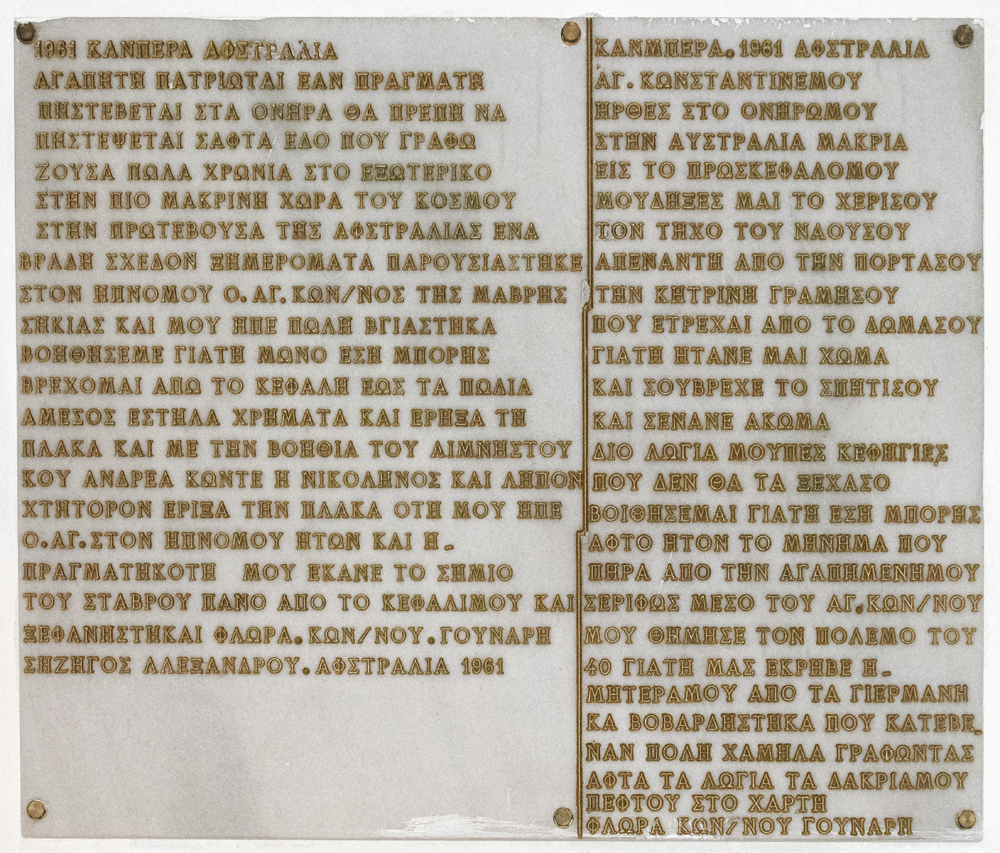 1961 ΚΑΝΠΕΡΑ ΑΦΣΤΡΑΛΙΑ
ΑΓΑΠΗΤΗ ΠΑΤΡΙΩΤΑΙ ΕΑΝ ΠΡΑΓΜΑΤΗ
ΠΗΣΤΕΒΕΤΑΙ ΣΤΑ ΟΝΗΡΑ ΘΑ ΠΡΕΠΗ ΝΑ
ΠΗΣΤΕΨΕΤΑΙ ΣΑΦΤΑ ΕΔΟ ΠΟΥ ΓΡΑΦΩ
ΖΟΥΣΑ ΠΩΛΑ ΧΡΩΝΙΑ ΣΤΟ ΕΞΩΤΕΡΙΚΟ
ΣΤΗΝ ΠΙΟ ΜΑΚΡΙΝΗ ΧΩΡΑ ΤΟΥ ΚΟΣΜΟΥ
ΣΤΗΝ ΠΡΩΤΕΒΟΥΣΑ ΤΗΣ ΑΦΣΤΡΑΛΙΑΣ ΕΝΑ
ΒΡΑΔΗ ΣΧΕΔΟΝ ΞΗΜΕΡΟΜΑΤΑ ΠΑΡΟΥΣΙΑΣΤΗΚΕ
ΣΤΟΝ ΗΠΝΟΜΟΥ Ο.ΑΓ.ΚΩΝ/ΝΟΣ ΤΗΣ ΜΑΒΡΗΣ
ΣΗΚΙΑΣ ΚΑΙ ΜΟΥ ΗΠΕ ΠΩΛΗ ΒΓΙΑΣΤΗΚΑ
ΒΟΗΘΗΣΕΜΕ ΓΙΑΤΗ ΜΩΝΟ ΕΣΗ ΜΠΟΡΗΣ
ΒΡΕΧΟΜΑΙ ΑΠΩ ΤΟ ΚΕΦΑΛΗ ΕΩΣ ΤΑ ΠΩΔΙΑ
ΑΜΕΣΟΣ ΕΣΤΗΛΑ ΧΡΗΜΑΤΑ ΚΑΙ ΕΡΗΞΑ ΤΗ
ΠΛΑΚΑ ΚΑΙ ΜΕ ΤΗΝ ΒΟΗΘΙΑ ΤΟΥ ΑΙΜΝΗΣΤΟΥ
ΚΟΥ ΑΝΔΡΕΑ ΚΩΝΤΕ Η ΝΙΚΟΛΗΝΟΣ ΚΑΙ ΛΗΠΟΝ
ΧΤΗΤΟΡΟΝ ΕΡΙΞΑ ΤΗΝ ΠΛΑΚΑ ΟΤΗ ΜΟΥ ΗΠΕ
Ο.ΑΓ.ΣΤΟΝ ΗΠΝΟΜΟΥ ΗΤΩΝ ΚΑΙ Η-
ΠΡΑΓΜΑΤΗΚΟΤΗ ΜΟΥ ΕΚΑΝΕ ΤΟ ΣΗΜΙΟ
ΤΟΥ ΣΤΑΒΡΟΥ ΠΑΝΟ ΑΠΟ ΤΟ ΚΕΦΑΛΙΜΟΥ ΚΑΙ
ΞΕΦΑΝΗΣΤΗΚΑΙ ΦΛΩΡΑ.ΚΩΝ/ΝΟΥ.ΓΟΥΝΑΡΗ
ΣΗΖΗΓΟΣ ΑΛΕΞΑΝΔΡΟΥ.ΑΦΣΤΡΑΛΙΑ 1961
ΚΑΝΜΠΕΡΑ.1961 ΑΦΣΤΡΑΛΙΑ
ΑΓ.ΚΩΝΣΤΑΝΤΙΝΕΜΟΥ
ΗΡΘΕΣ ΣΤΟ ΟΝΗΡΩΜΟΥ
ΣΤΗΝ ΑΥΣΤΡΑΛΙΑ ΜΑΚΡΙΑ
ΕΙΣ ΤΟ ΠΡΩΣΚΕΦΑΛΟΜΟΥ
ΜΟΥΔΗΞΕΣ ΜΑΙ ΤΟ ΧΕΡΙΣΟΥ
ΤΟΝ ΤΗΧΟ ΤΟΥ ΝΑΟΥΣΟΥ
ΑΠΕΝΑΝΤΗ ΑΠΟ ΤΗΝ ΠΟΡΤΑΣΟΥ
ΤΗΝ ΚΗΤΡΙΝΗ ΓΡΑΜΗΣΟΥ
ΠΟΥ ΕΤΡΕΧΑΙ ΑΠΟ ΤΟ ΔΩΜΑΣΟΥ
ΓΙΑΤΗ ΗΤΑΝΕ ΜΑΙ ΧΩΜΑ
ΚΑΙ ΣΟΥΒΡΕΧΕ ΤΟ ΣΠΗΤΙΣΟΥ
ΚΑΙ ΣΕΝΑΝΕ ΑΚΩΜΑ
ΔΙΟ ΛΩΓΙΑ ΜΟΥΠΕΣ ΚΕΦΗΓΙΕΣ
ΠΟΥ ΔΕΝ ΘΑ ΤΑ ΞΕΧΑΣΟ
ΒΟΙΘΗΣΕΜΑΙ ΓΙΑΤΗ ΕΣΗ ΜΠΟΡΗΣ
ΑΦΤΟ ΗΤΟΝ ΤΟ ΜΗΝΗΜΑ ΠΟΥ
ΠΗΡΑ ΑΠΟ ΤΗΝ ΑΓΑΠΗΜΕΝΗΜΟΥ
ΣΕΡΙΦΩΣ ΜΕΣΟ ΤΟΥ ΑΓ.ΚΩΝ/ΝΟΥ
ΜΟΥ ΘΗΜΗΣΕ ΤΟΝ ΠΟΛΕΜΟ ΤΟΥ
40 ΓΙΑΤΗ ΜΑΣ ΕΚΡΗΒΕ Η-
ΜΗΤΕΡΑΜΟΥ ΑΠΟ ΤΑ ΓΙΕΡΜΑΝΗ
ΚΑ ΒΟΒΑΡΔΗΣΤΗΚΑ ΠΟΥ ΚΑΤΕΒΕ-
ΝΑΝ ΠΟΛΗ ΧΑΜΗΛΑ ΓΡΑΦΩΝΤΑΣ
ΑΦΤΑ ΤΑ ΛΩΓΙΑ ΤΑ ΔΑΚΡΙΑΜΟΥ
ΠΕΦΤΟΥ ΣΤΟ ΧΑΡΤΗ
ΦΛΩΡΑ ΚΩΝ/ΝΟΥ ΓΟΥΝΑΡΗ